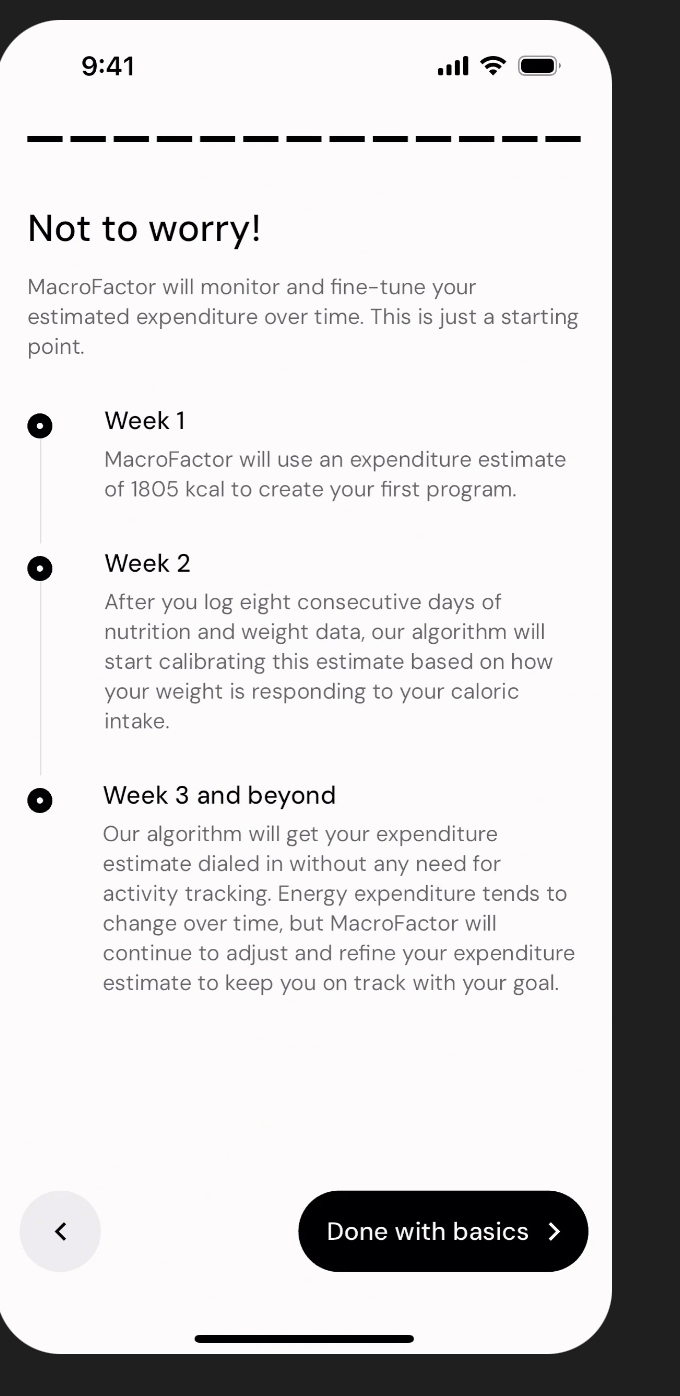 9:41
Not to worry!
MacroFactor will monitor and fine-tune your
estimated expenditure over time. This is just a starting
point.
Week 1
MacroFactor will use an expenditure estimate
of 1805 kcal to create your first program.
Week 2
After you log eight consecutive days of
nutrition and weight data, our algorithm will
start calibrating this estimate based on how
your weight is responding to your caloric
intake.
Week 3 and beyond
Our algorithm will get your expenditure
estimate dialed in without any need for
activity tracking. Energy expenditure tends to
change over time, but MacroFactor will
continue to adjust and refine your expenditure
estimate to keep you on track with your goal.
Done with basics